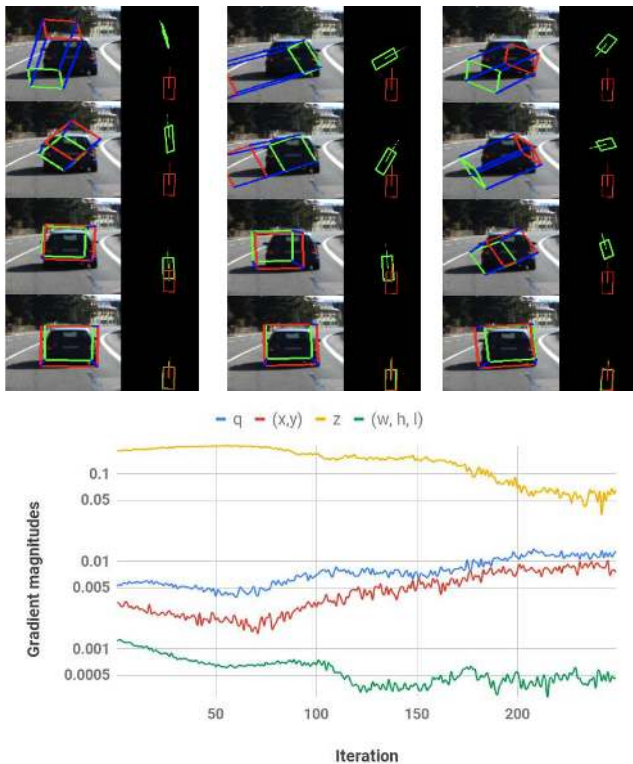 q (x,y) z (w, h, l)
0.1
0.05
0.01
0.005
0.001
0.0005
Gradient magnitudes
50 100 150 200
Iteration